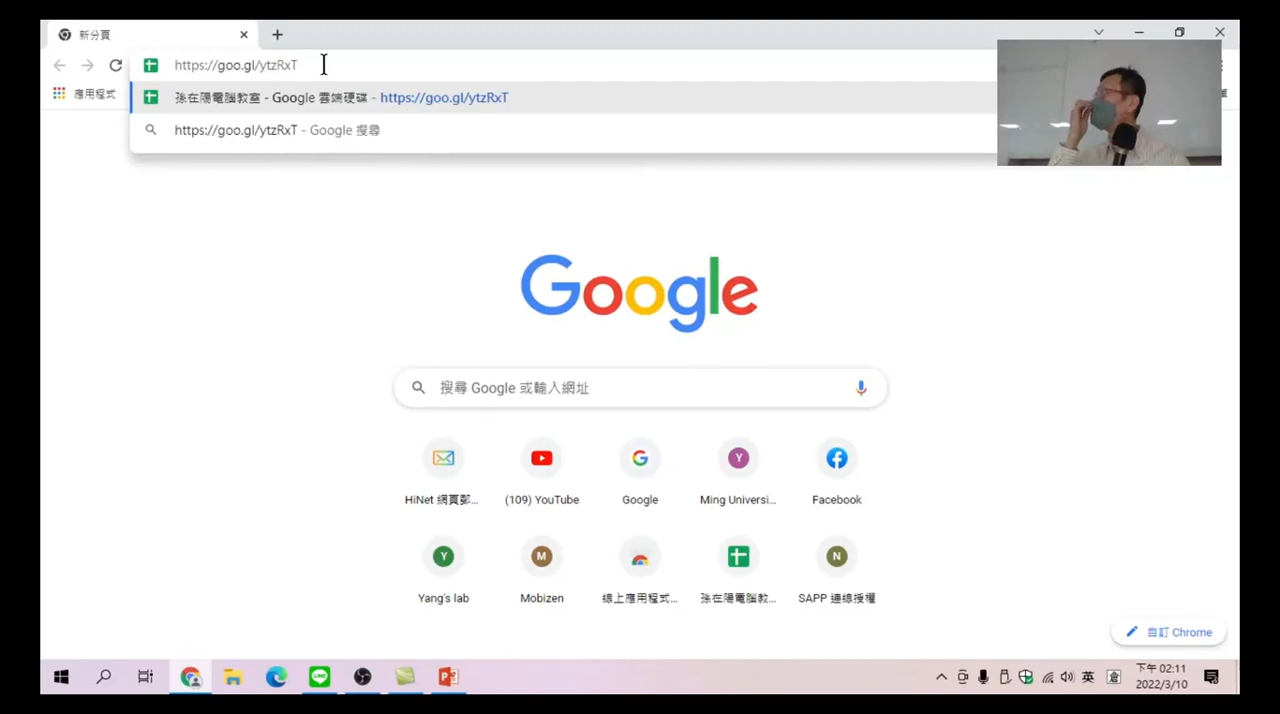 新分頁
https://goo.gl/ytzRxT
應用程式
孫在陽電腦教室 - Google 雲端硬碟 - https://goo.gl/ytzRxT
https://goo.gl/ytzRxT - Google 搜尋
Google
搜尋 Google 或輸入網址
HiNet 網頁郵...
(109) YouTube
Google
Ming Universi...
Facebook
Y
Y
M
N
Yang's lab
Mobizen
線上應用程式...
孫在陽電腦教...
SAPP 連線授權
自訂 Chrome
LINE
英
倉
下午 02:11
2022/3/10